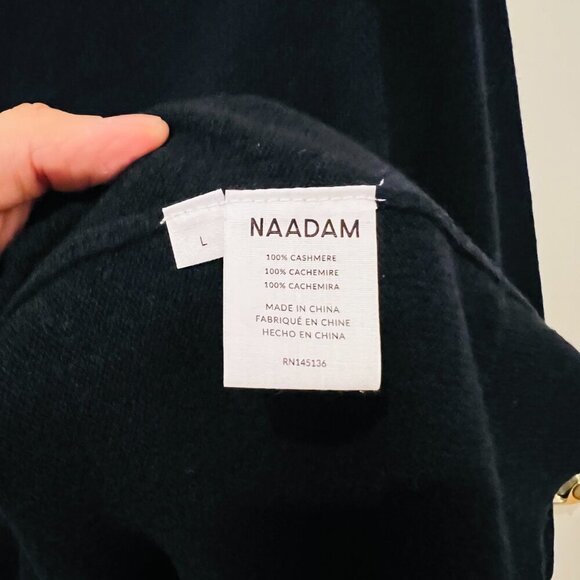 L
NAADAM
100% CASHMERE
100% CACHEMIRE
100% CACHEMIRA
MADE IN CHINA
FABRIQUÉ EN CHINE
HECHO EN CHINA
RN145136